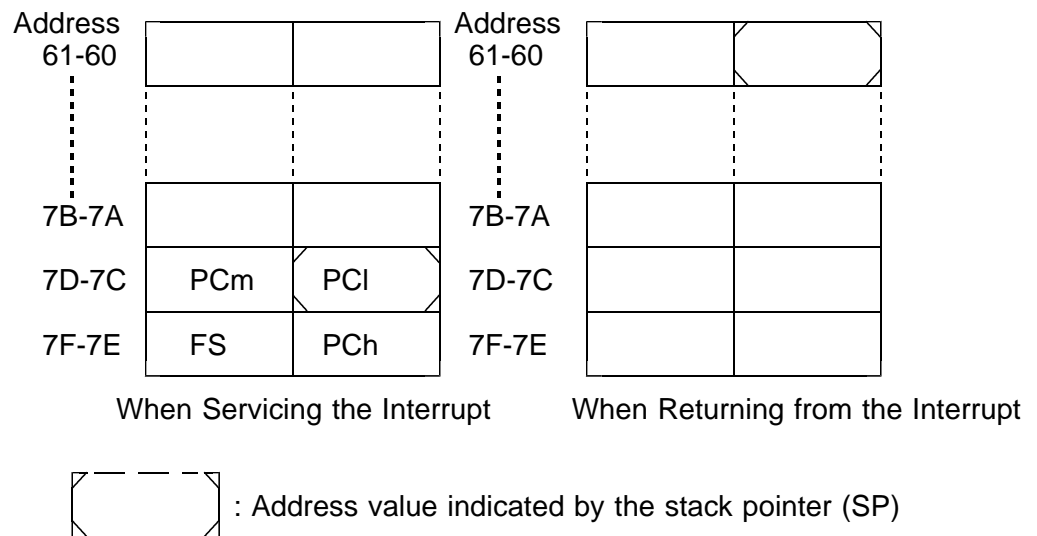 Address Address
61-60 61-60
7B-7A 7B-7A
7D-7C PCm PCl 7D-7C
7F-7E FS PCh 7F-7E
When Servicing the Interrupt When Returning from the Interrupt
: Address value indicated by the stack pointer (SP)